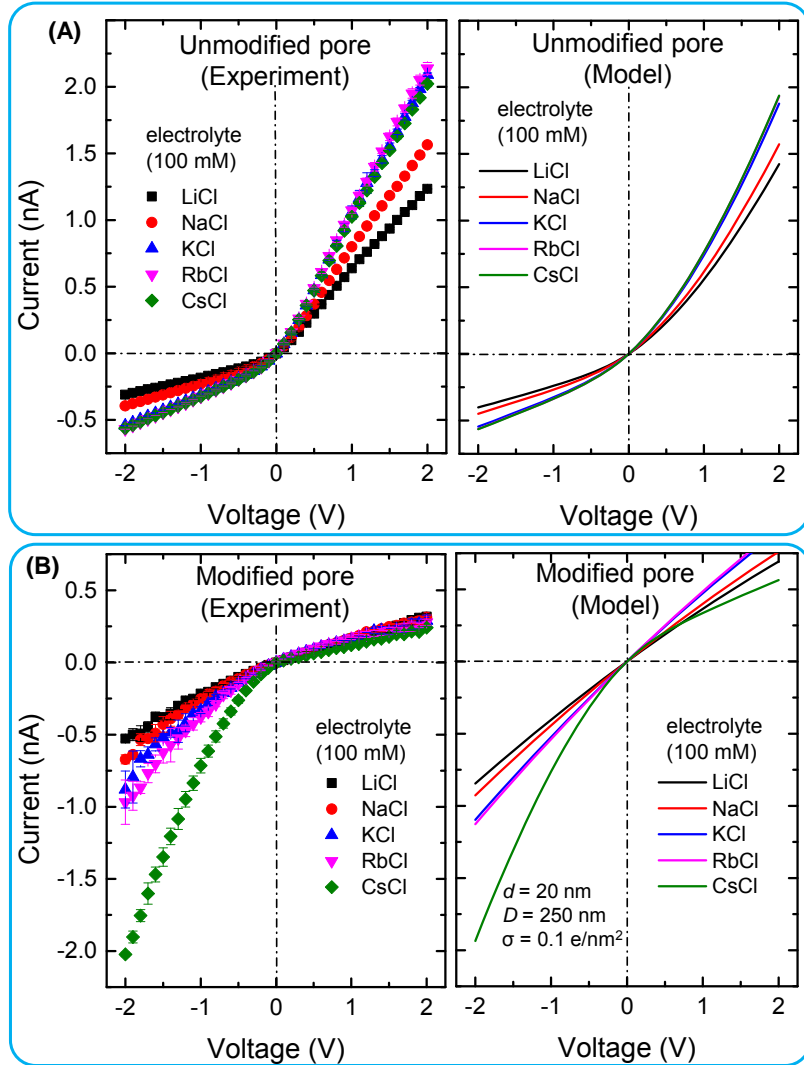 (A)
Unmodified pore
(Experiment)
electrolyte
(100 mM)
LiCl
NaCl
KCl
RbCl
CsCl
2.0
1.5
1.0
0.5
0.0
-0.5
Current (nA)
-2 -1 0 1 2
Voltage (V)
Unmodified pore
(Model)
electrolyte
(100 mM)
LiCl
NaCl
KCl
RbCl
CsCl
-2 -1 0 1 2
Voltage (V)
(B)
Modified pore
(Experiment)
0.5
0.0
-0.5
-1.0
-1.5
-2.0
Current (nA)
electrolyte
(100 mM)
LiCl
NaCl
KCl
RbCl
CsCl
-2 -1 0 1 2
Voltage (V)
Modified pore
(Model)
electrolyte
(100 mM)
LiCl
NaCl
KCl
RbCl
CsCl
d = 20 nm
D = 250 nm
σ = 0.1 e/nm²
-2 -1 0 1 2
Voltage (V)